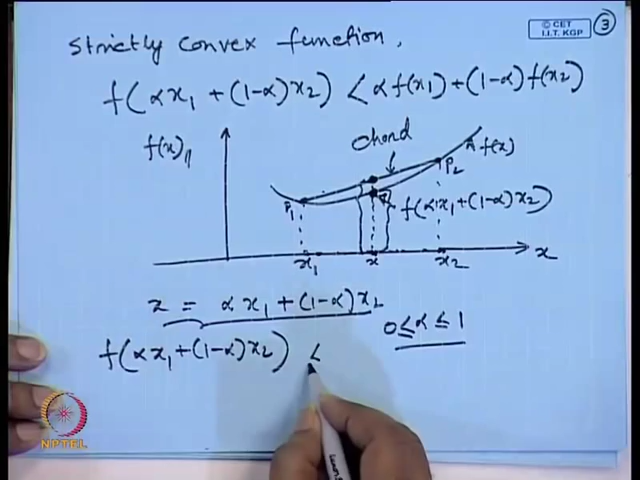 © CET
I.I.T. KGP
3
strictly convex function,
f(αx₁ + (1-α)x₂) < αf(x₁) + (1-α)f(x₂)
chord
f(x)
f(x)
P₂
P₁
f(αx₁+(1-α)x₂)
x₁ x x₂ x
x = αx₁ + (1-α)x₂
0 ≤ α ≤ 1
f(αx₁+(1-α)x₂) <
NPTEL